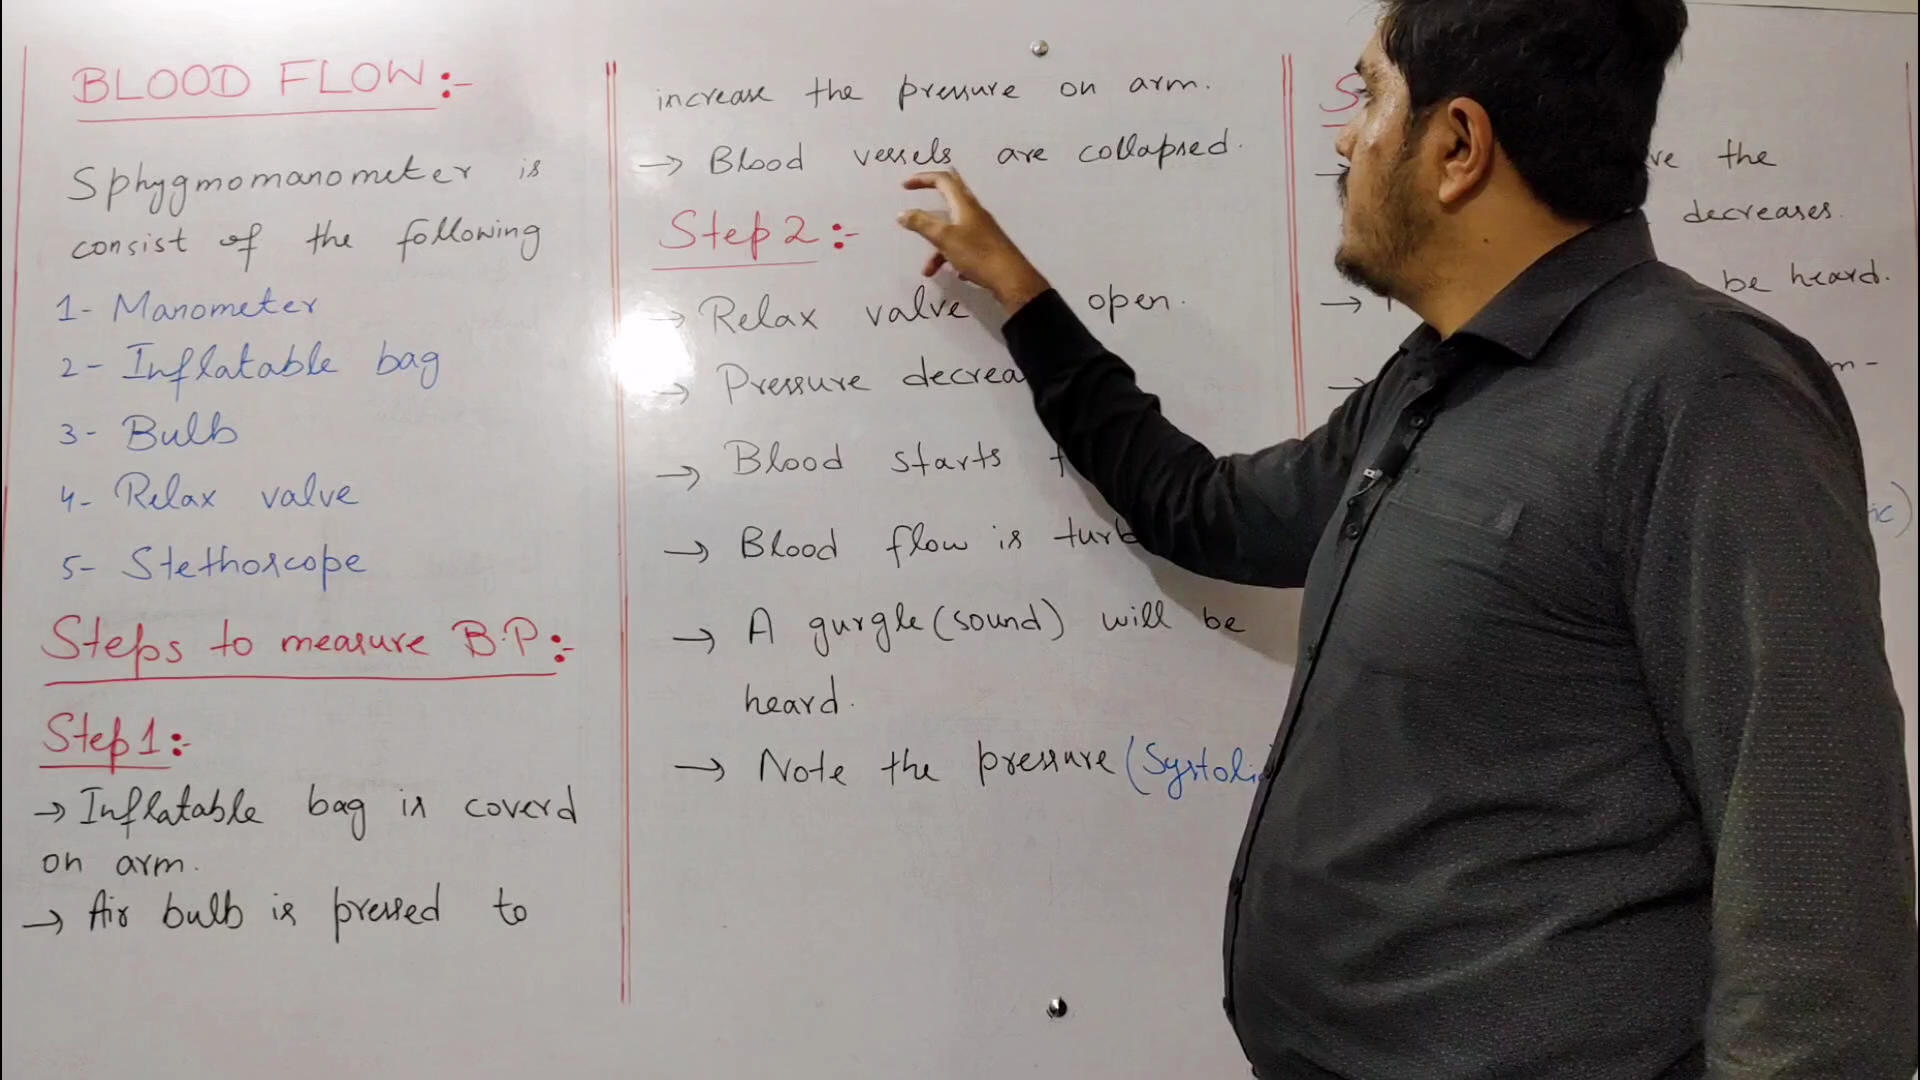 BLOOD FLOW :-
Sphygmomanometer is
consist of the following
1- Manometer
2- Inflatable bag
3- Bulb
4- Relax valve
5- Stethoscope
Steps to measure B.P :-
Step 1 :-
→ Inflatable bag is coverd
on arm.
→ Air bulb is pressed to
increase the pressure on arm.
→ Blood vessels are collapsed.
Step 2 :-
→ Relax valve open.
→ Pressure
→ Blood starts
→ Blood flow is
→ A gurgle (sound) will be
heard.
→ Note the pressure (Systolic
the
decreases.
be heard.